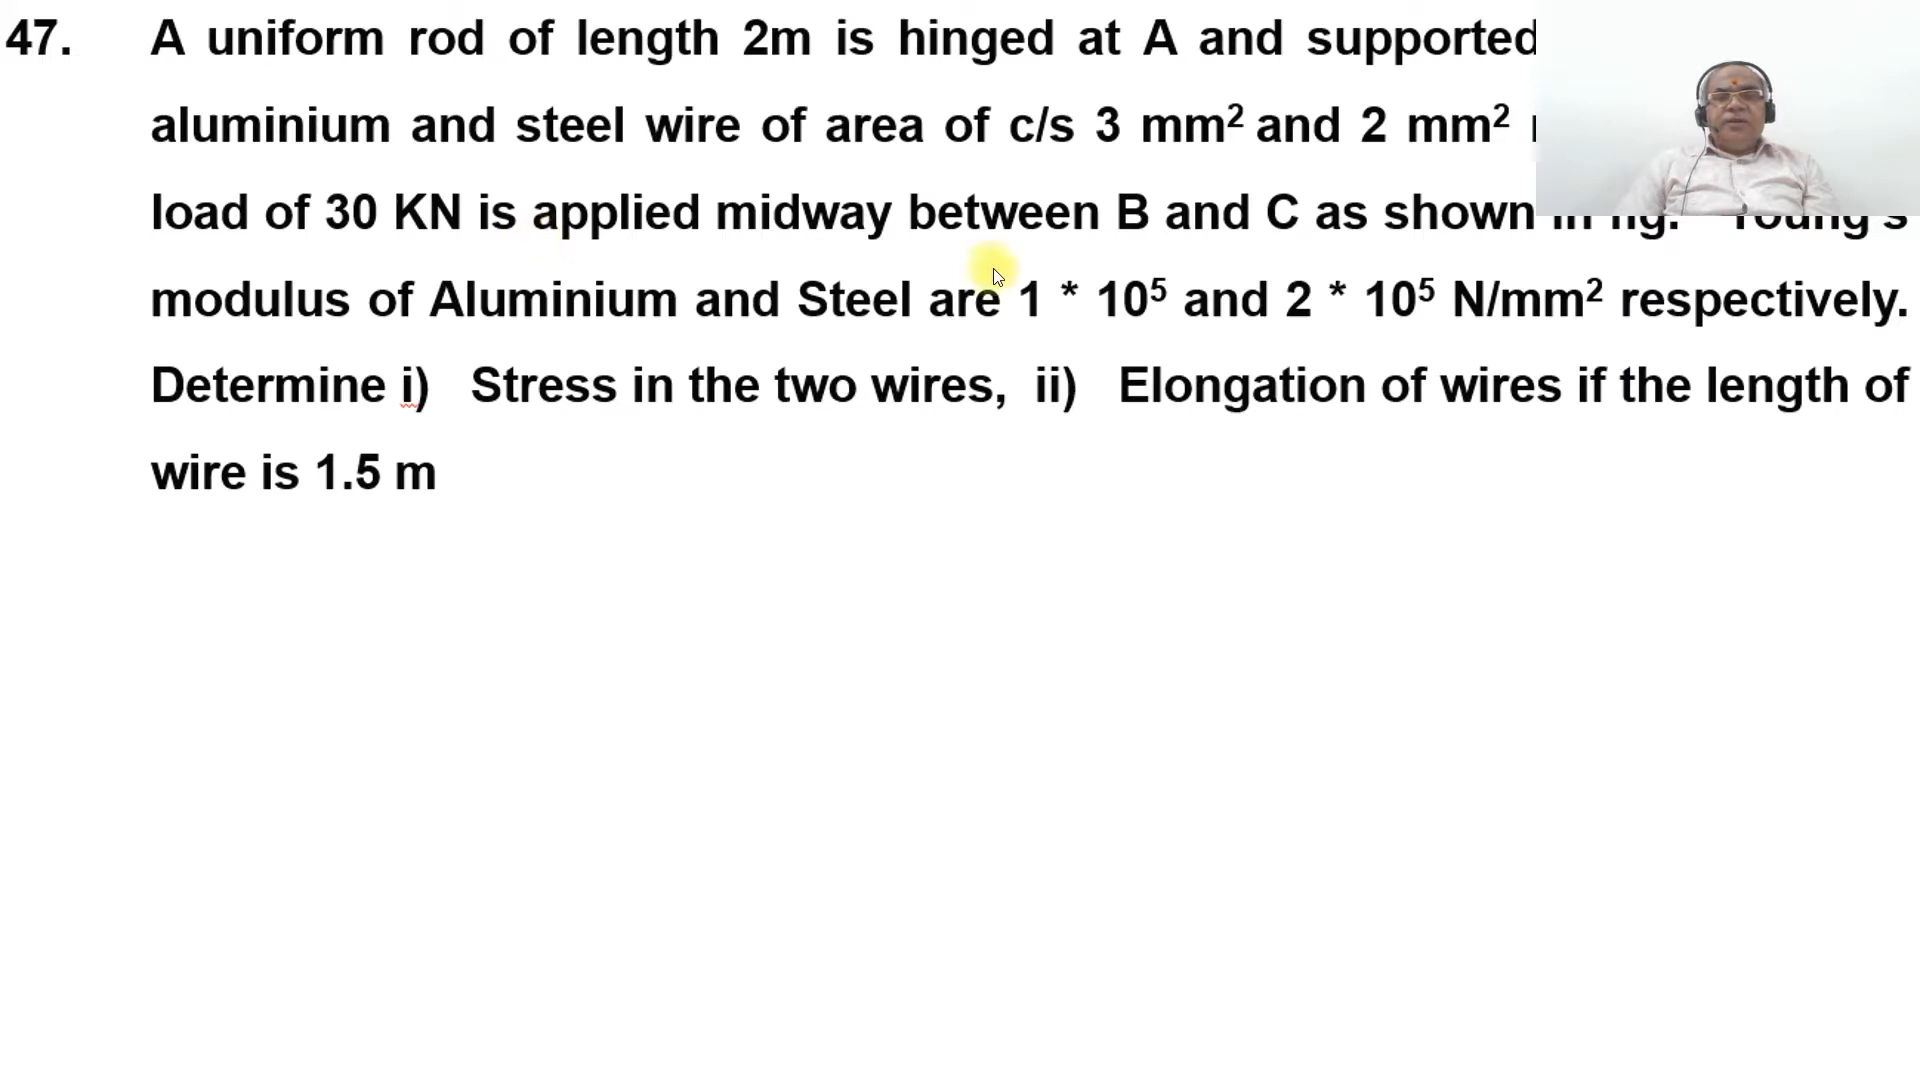 47. A uniform rod of length 2m is hinged at A and supported
aluminium and steel wire of area of c/s 3 mm² and 2 mm²
load of 30 KN is applied midway between B and C as shown in fig. Young's
modulus of Aluminium and Steel are 1 * 10⁵ and 2 * 10⁵ N/mm² respectively.
Determine i) Stress in the two wires, ii) Elongation of wires if the length of
wire is 1.5 m